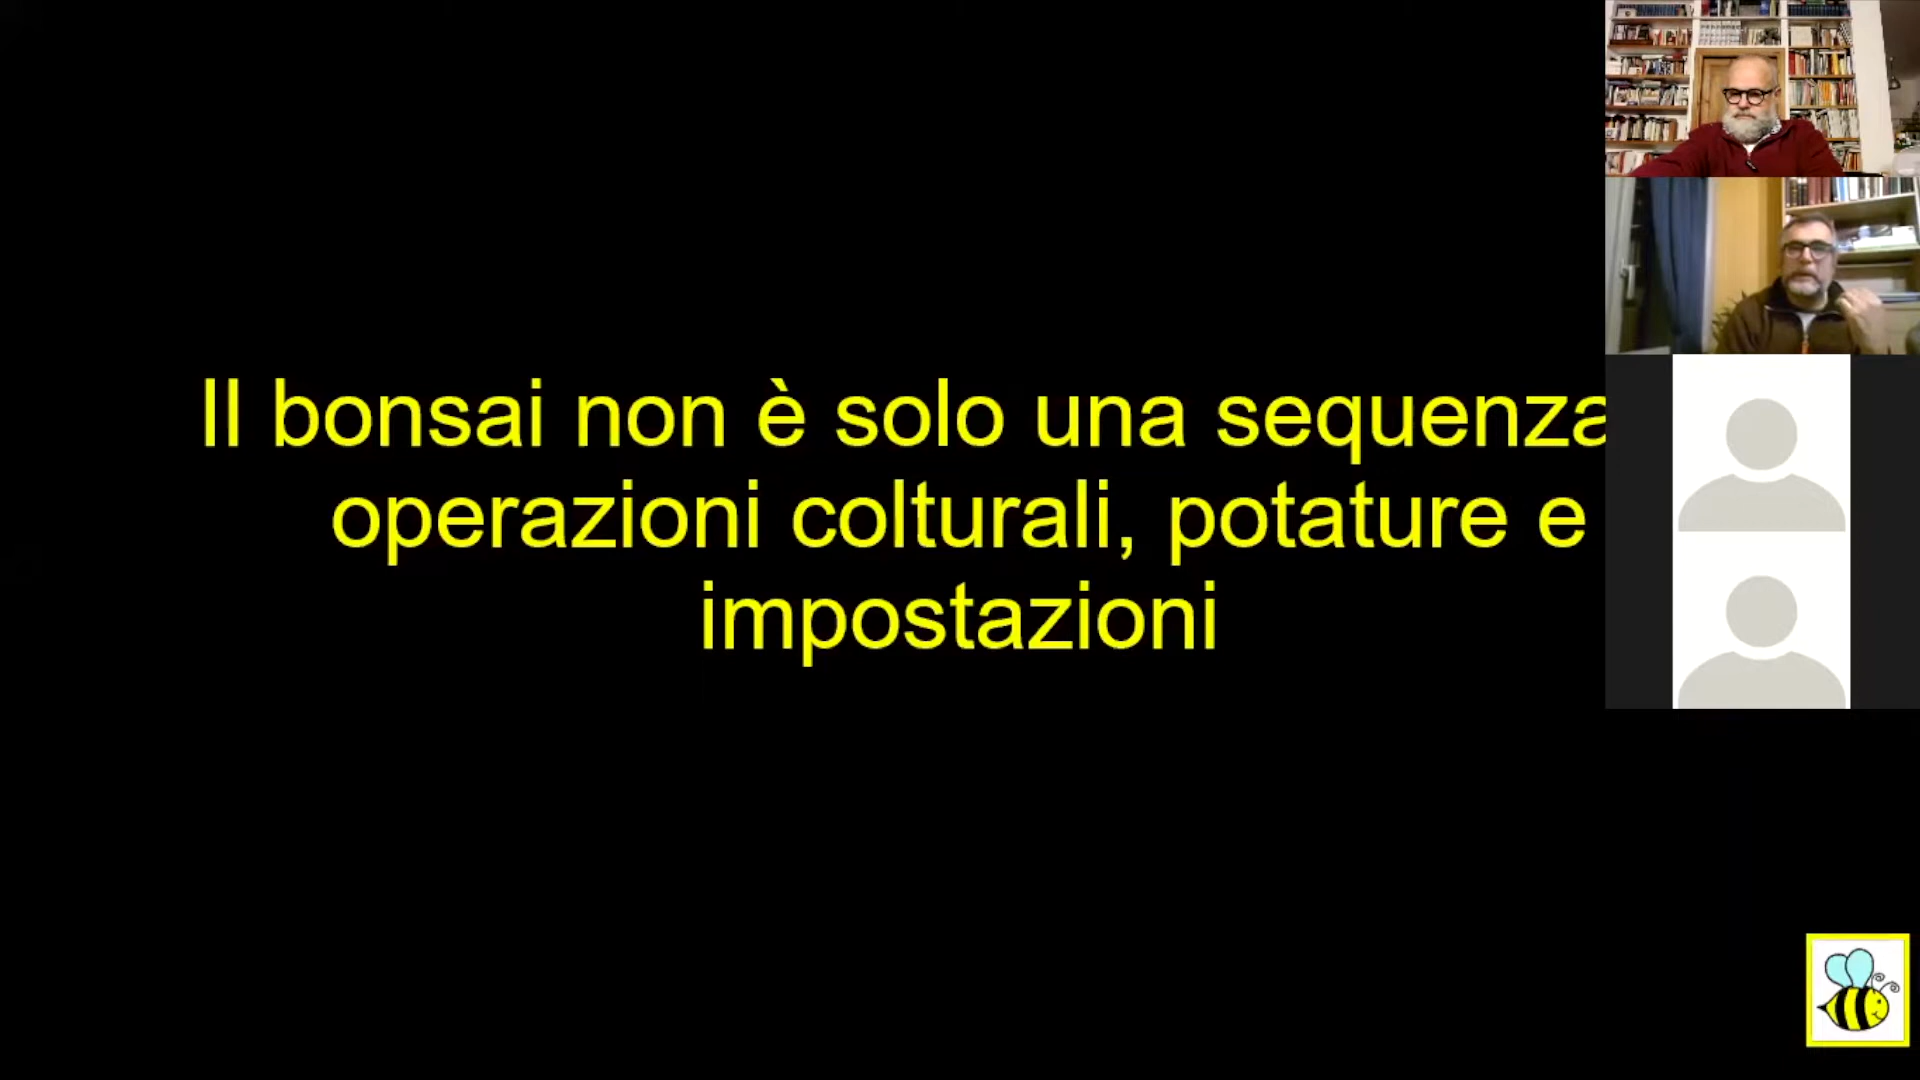 Il bonsai non è solo una sequenza
operazioni colturali, potature e
impostazioni